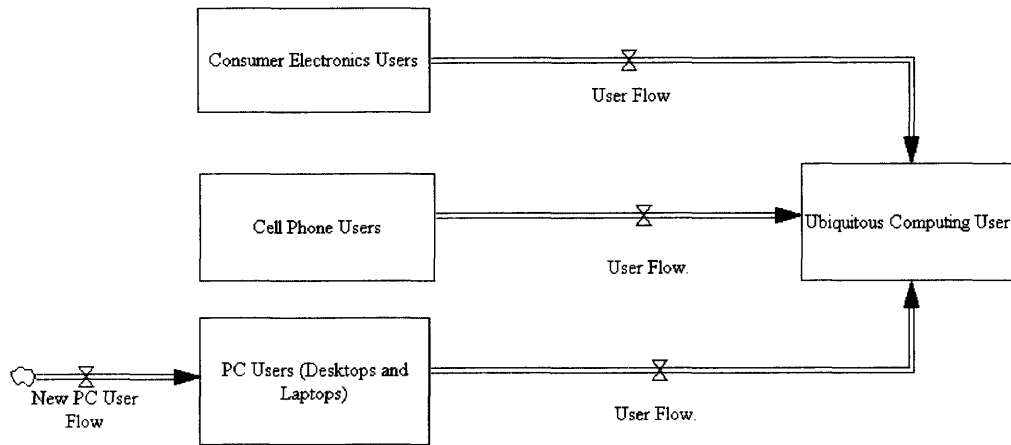 Consumer Electronics Users
User Flow
Cell Phone Users
Ubiquitous Computing User
User Flow.
New PC User
Flow
PC Users (Desktops and
Laptops)
User Flow.